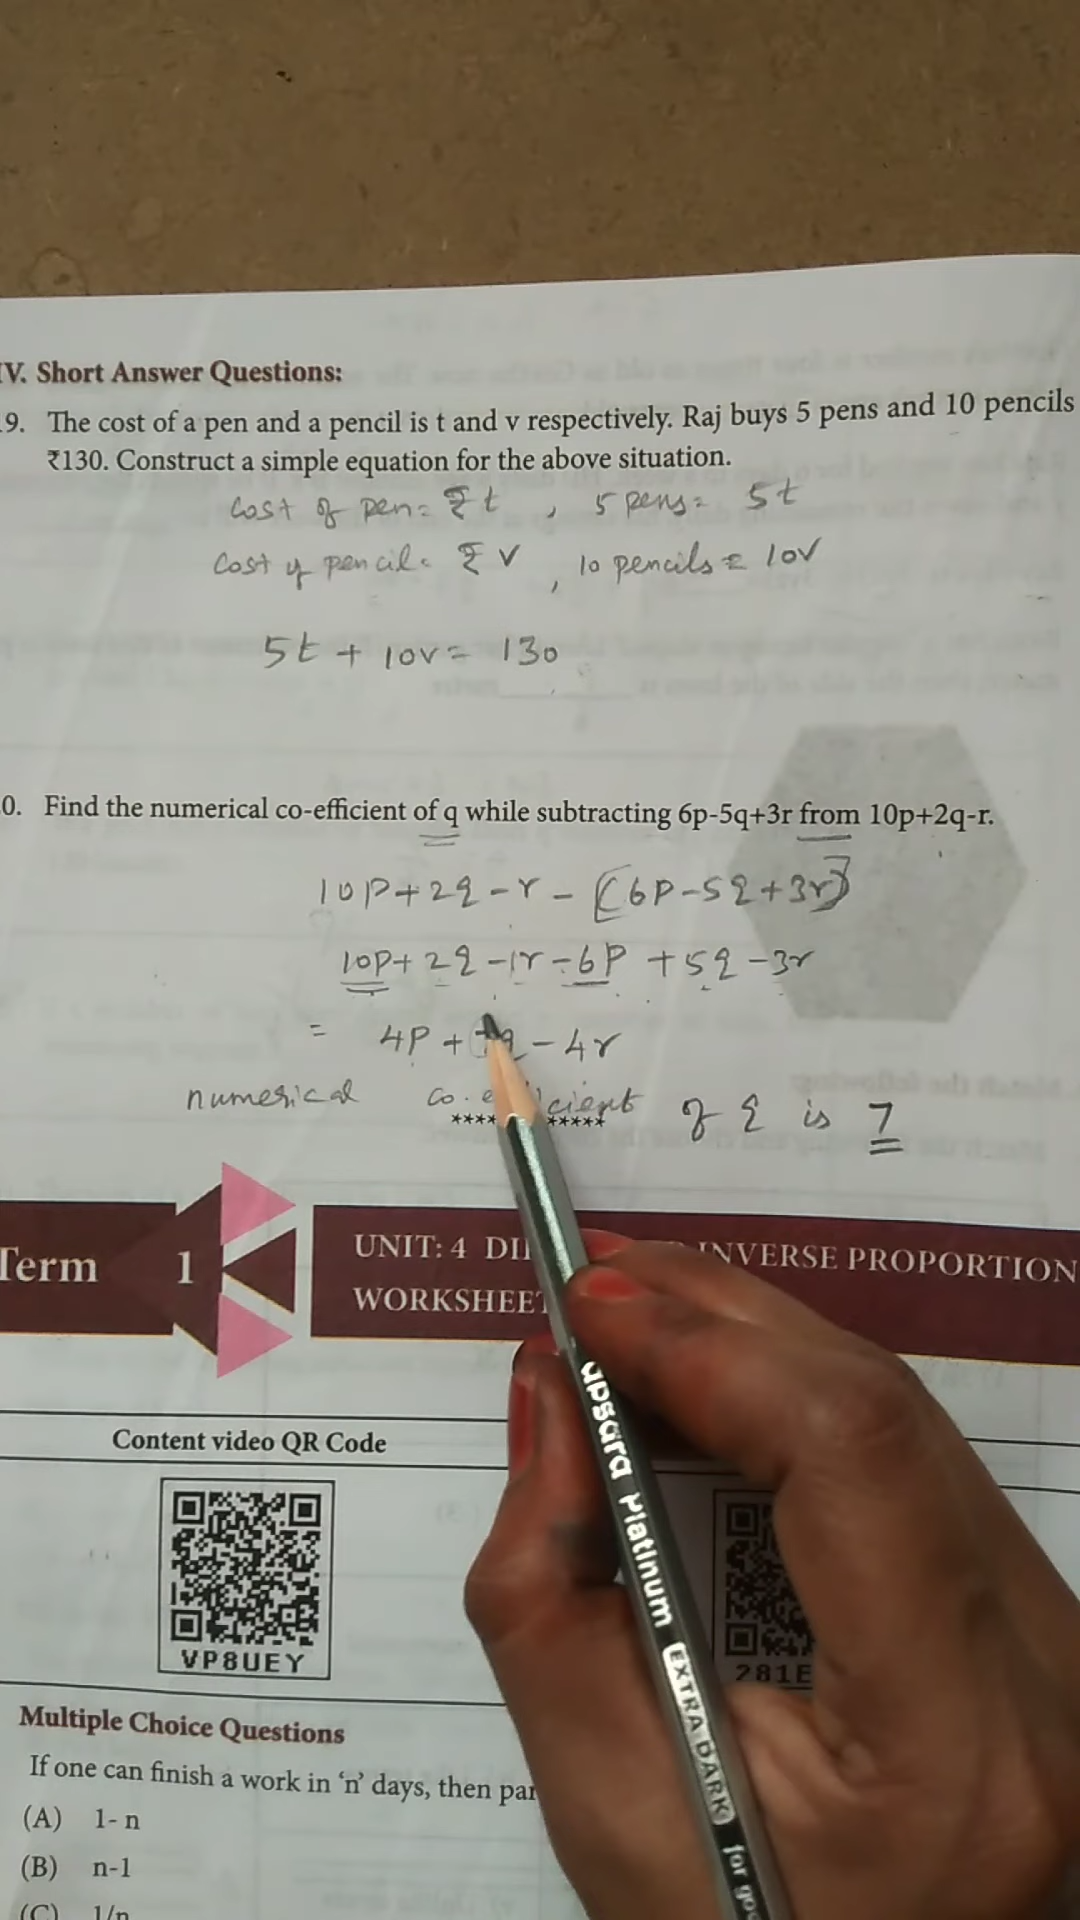 IV. Short Answer Questions:
9. The cost of a pen and a pencil is t and v respectively. Raj buys 5 pens and 10 pencils
₹130. Construct a simple equation for the above situation.
Cost of pen = ₹ t , 5 pens = 5t
Cost of pencil = ₹ v , 10 pencils = 10v
5t + 10v = 130
0. Find the numerical co-efficient of q while subtracting 6p-5q+3r from 10p+2q-r.
10p + 2q - r - (6p - 5q + 3r)
10p + 2q - 1r - 6p + 5q - 3r
= 4p + 7q - 4r
numerical of q is 7
**** *****
Term 1
UNIT: 4 INVERSE PROPORTION
WORKSHEET
Content video QR Code
VP8UEY
281E
Multiple Choice Questions
If one can finish a work in ‘n’ days, then
(A) 1- n
(B) n-1
(C) 1/n
apsara Platinum EXTRA DARK for